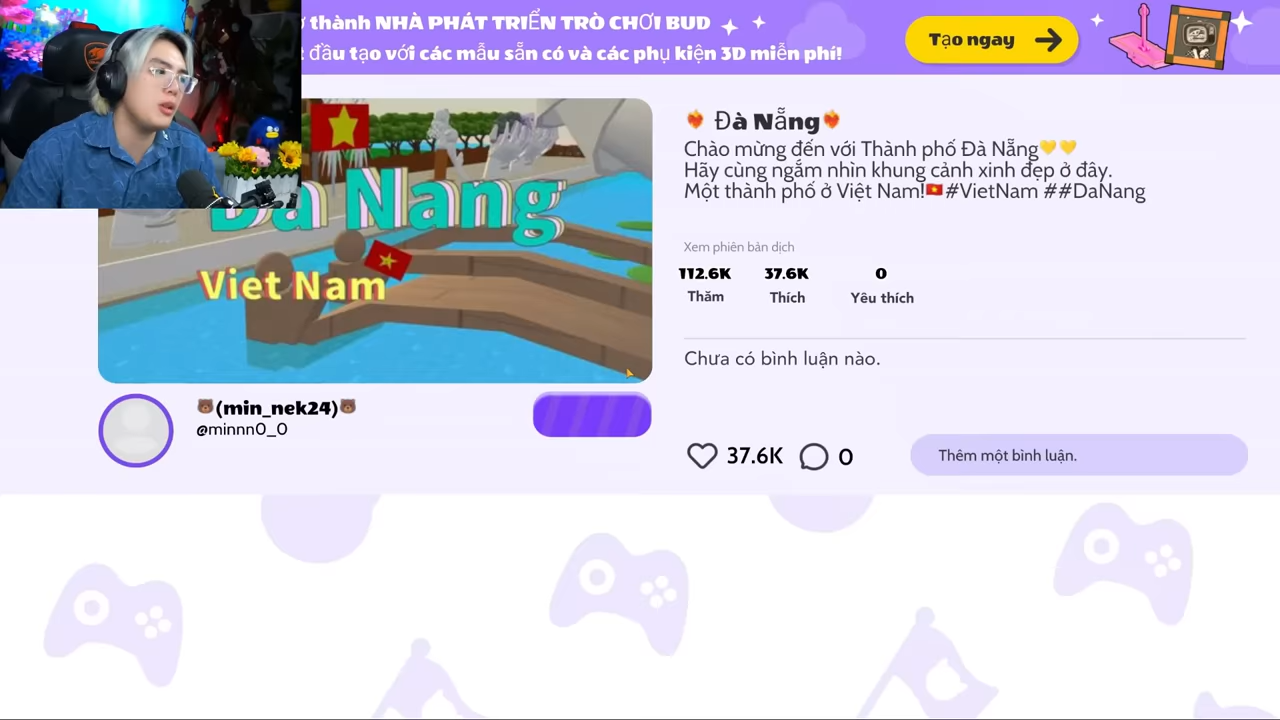 thành NHÀ PHÁT TRIỂN TRÒ CHƠI BUD
đầu tạo với các mẫu sẵn có và các phụ kiện 3D miễn phí!
Tạo ngay
Da Nang
Viet Nam
❤️‍🔥 Đà Nẵng❤️‍🔥
Chào mừng đến với Thành phố Đà Nẵng💛💛
Hãy cùng ngắm nhìn khung cảnh xinh đẹp ở đây.
Một thành phố ở Việt Nam!🇻🇳#VietNam ##DaNang
Xem phiên bản dịch
112.6K 37.6K 0
Thăm Thích Yêu thích
Chưa có bình luận nào.
🐻(min_nek24)🐻
@minnn0_0
37.6K 0
Thêm một bình luận.